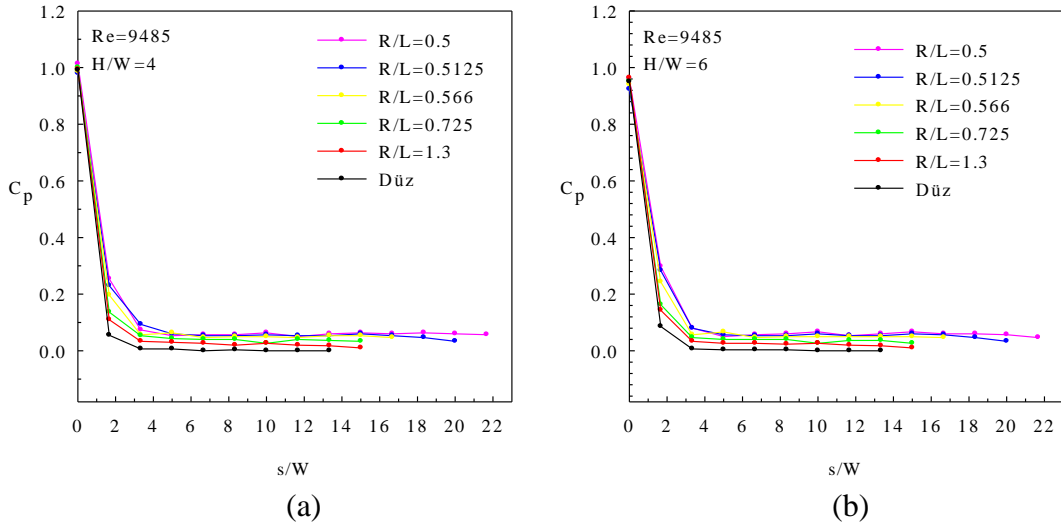 Re=9485
H/W=4
R/L=0.5
R/L=0.5125
R/L=0.566
R/L=0.725
R/L=1.3
Düz
1.2
1.0
0.8
0.6
0.4
0.2
0.0
Cp
0 2 4 6 8 10 12 14 16 18 20 22
s/W
(a)
Re=9485
H/W=6
R/L=0.5
R/L=0.5125
R/L=0.566
R/L=0.725
R/L=1.3
Düz
1.2
1.0
0.8
0.6
0.4
0.2
0.0
Cp
0 2 4 6 8 10 12 14 16 18 20 22
s/W
(b)